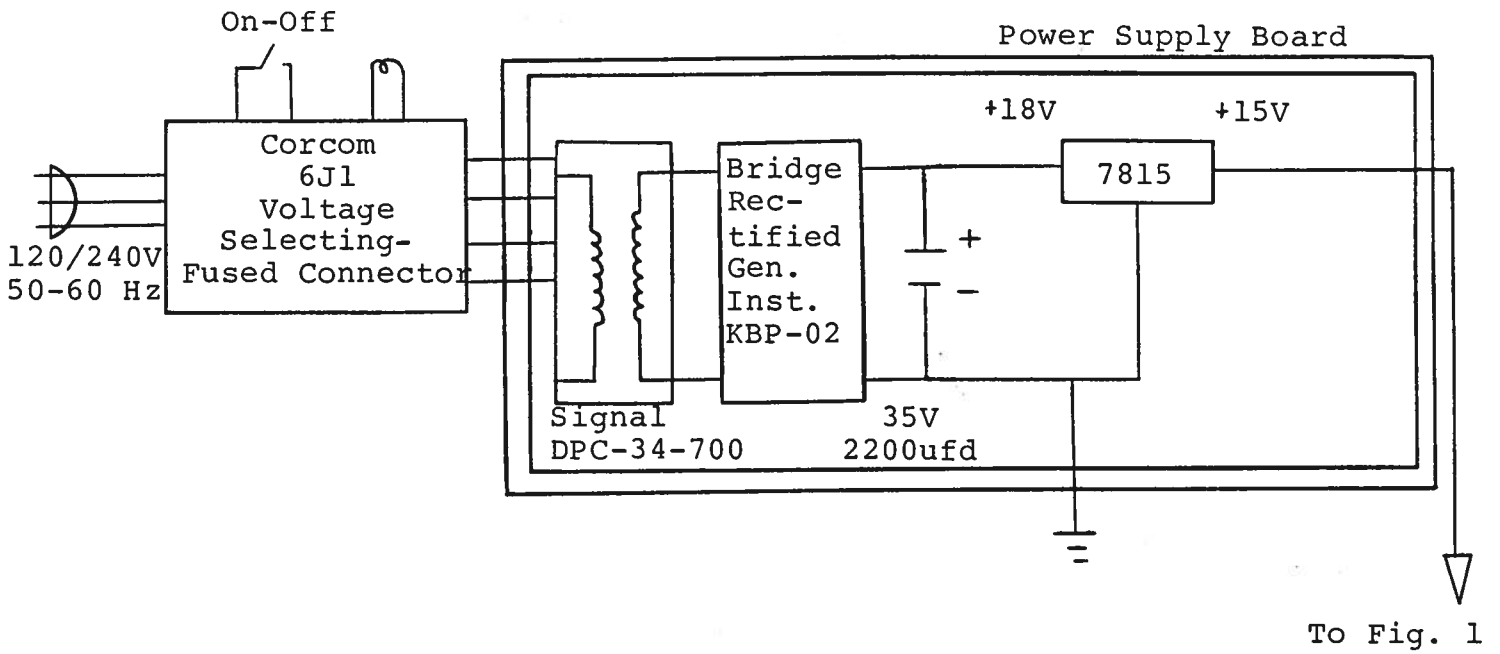 On-Off
Power Supply Board
Corcom
6J1
Voltage
Selecting-
Fused Connector
120/240V
50-60 Hz
Signal
DPC-34-700
Bridge
Rec-
tified
Gen.
Inst.
KBP-02
+
-
35V
2200ufd
+18V
7815
+15V
To Fig. 1